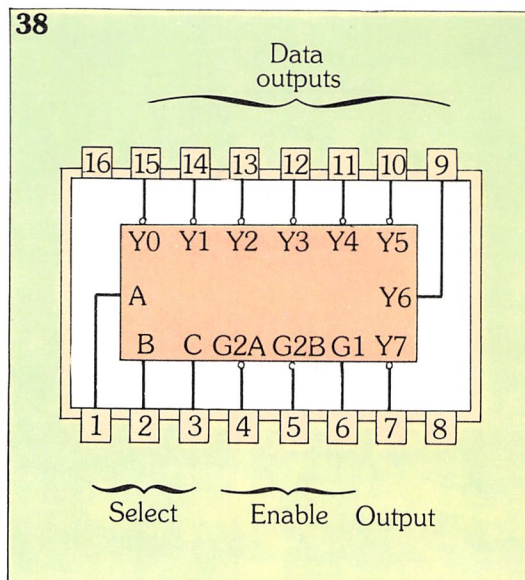 38
Data
outputs
16 15 14 13 12 11 10 9
Y0 Y1 Y2 Y3 Y4 Y5
A Y6
B C G2A G2B G1 Y7
1 2 3 4 5 6 7 8
Select Enable Output